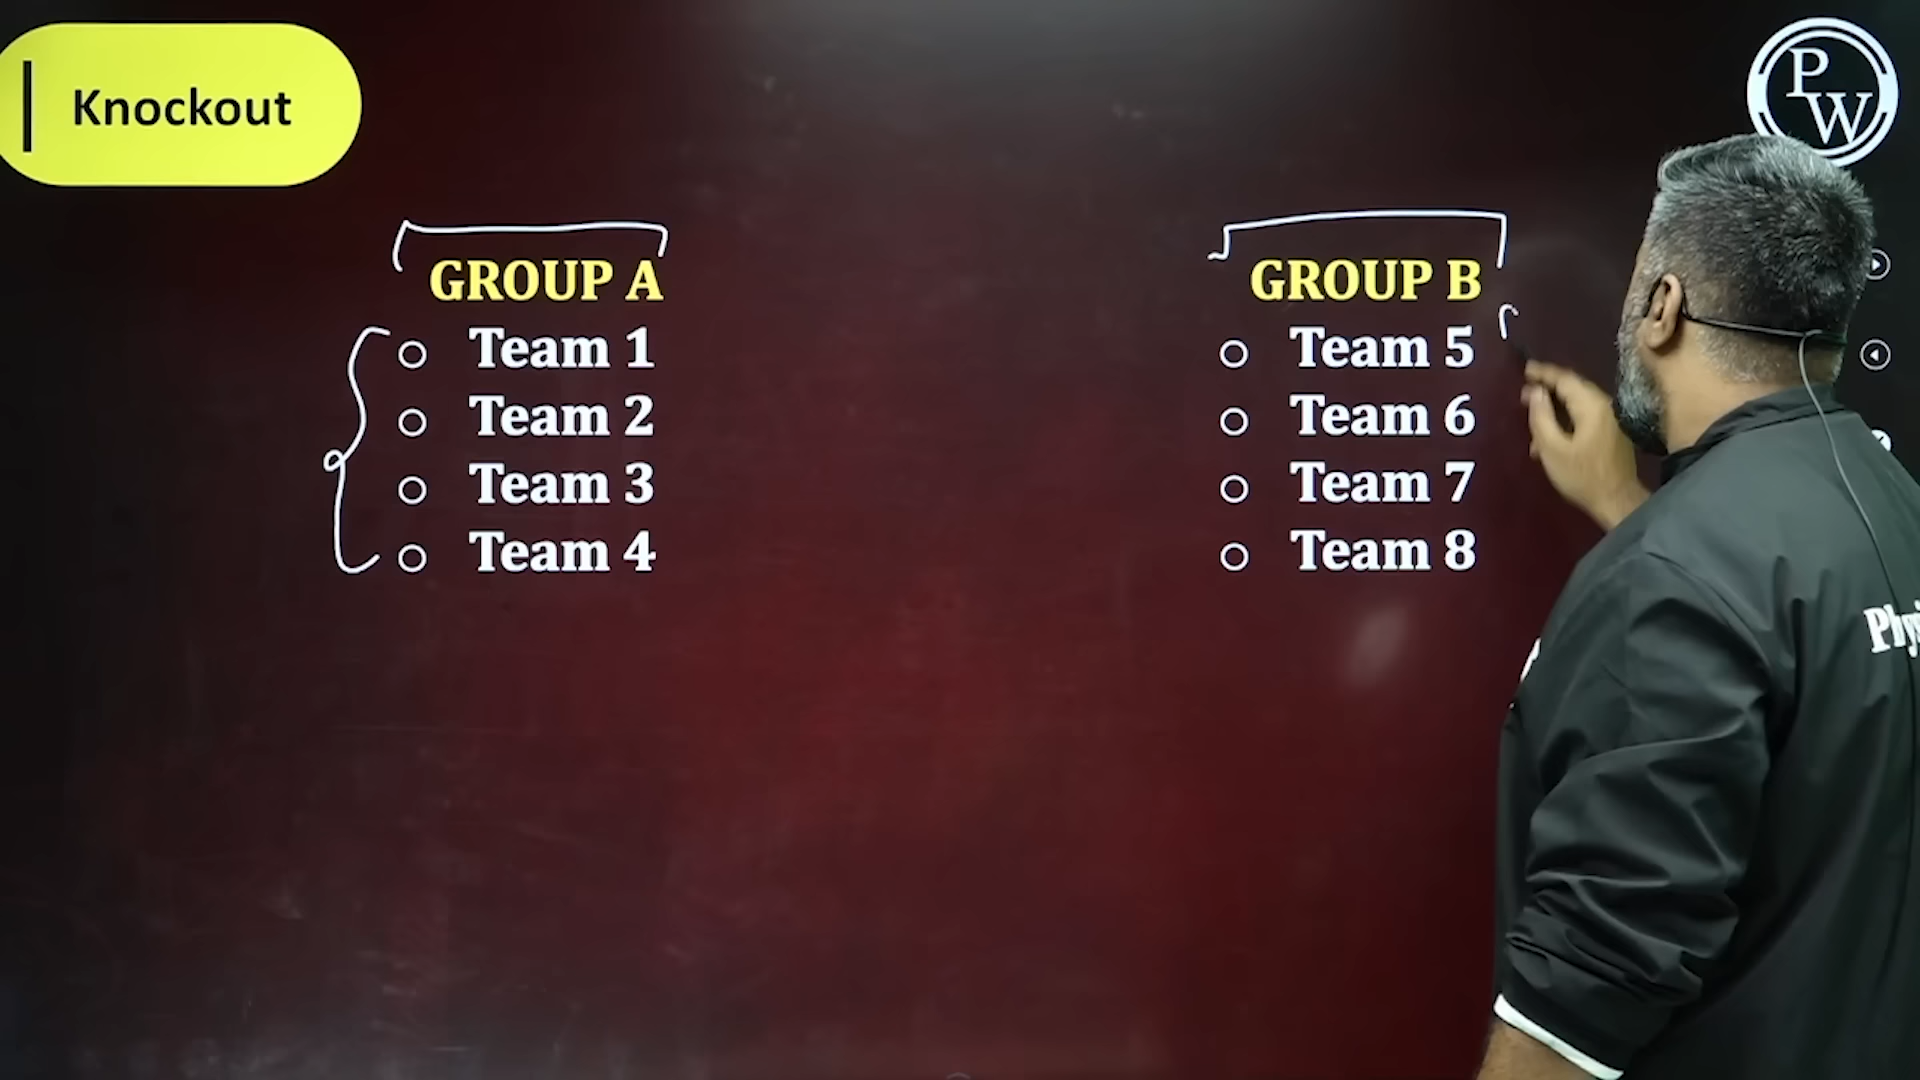 Knockout
PW
GROUP A
Team 1
Team 2
Team 3
Team 4
GROUP B
Team 5
Team 6
Team 7
Team 8